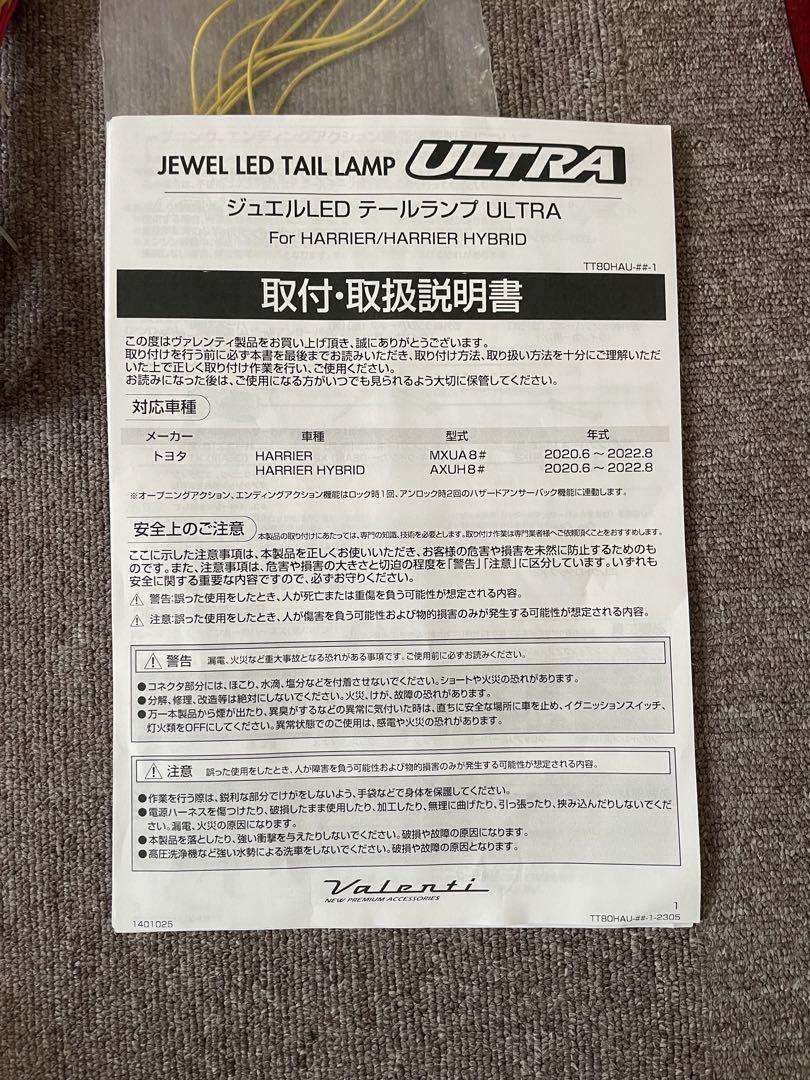 JEWEL LED TAIL LAMP ULTRA
ジュエルLED テールランプ ULTRA
For HARRIER/HARRIER HYBRID
TT80HAU-##-1
取付・取扱説明書
この度はヴァレンティ製品をお買い上げ頂き、誠にありがとうございます。
取り付けを行う前に必ず本書を最後までお読みいただき、取り付け方法、取り扱い方法を十分にご理解いただ
いた上で正しく取り付け作業を行い、ご使用ください。
お読みになった後は、ご使用になる方がいつでも見られるよう大切に保管してください。
対応車種
メーカー 車種 型式 年式
トヨタ HARRIER MXUA8# 2020.6 ～ 2022.8
HARRIER HYBRID AXUH8# 2020.6 ～ 2022.8
※オープニングアクション、エンディングアクション機能はロック時1回、アンロック時2回のハザードアンサーバック機能に連動します。
安全上のご注意 本製品の取り付けにあたっては、専門の知識、技術を必要とします。取り付け作業は専門業者様へご依頼頂くことをおすすめします。
ここに示した注意事項は、本製品を正しくお使いいただき、お客様の危害や損害を未然に防止するためのも
のです。また、注意事項は、危害や損害の大きさと切迫の程度を「警告」「注意」に区分しています。いずれも
安全に関する重要な内容ですので、必ずお守りください。
⚠ 警告:誤った使用をしたとき、人が死亡または重傷を負う可能性が想定される内容。
⚠ 注意:誤った使用をしたとき、人が傷害を負う可能性および物的損害のみが発生する可能性が想定される内容。
⚠ 警告 漏電、火災など重大事故となる恐れがある事項です。ご使用前に必ずお読みください。
●コネクタ部分には、ほこり、水滴、塩分などを付着させないでください。ショートや火災の恐れがあります。
●分解、修理、改造等は絶対にしないでください。火災、けが、故障の恐れがあります。
●万一本製品から煙が出たり、異臭がするなどの異常に気付いた時は、直ちに安全な場所に車を止め、イグニッションスイッチ、
灯火類をOFFにしてください。異常状態でのご使用は、感電や火災の恐れがあります。
⚠ 注意 誤った使用をしたとき、人が障害を負う可能性および物的損害のみが発生する可能性が想定される内容。
●作業を行う際は、鋭利な部分でけがをしないよう、手袋などで身体を保護してください。
●電源ハーネスを傷つけたり、破損したまま使用したり、加工したり、無理に曲げたり、引っ張ったり、挟み込んだりしないでくだ
さい。漏電、火災の原因になります。
●本製品を落としたり、強い衝撃を与えたりしないでください。破損や故障の原因になります。
●高圧洗浄機など強い水勢による洗車をしないでください。破損や故障の原因となります。
Valenti
NEW PREMIUM ACCESSORIES
1
1401025
TT80HAU-##-1-2305